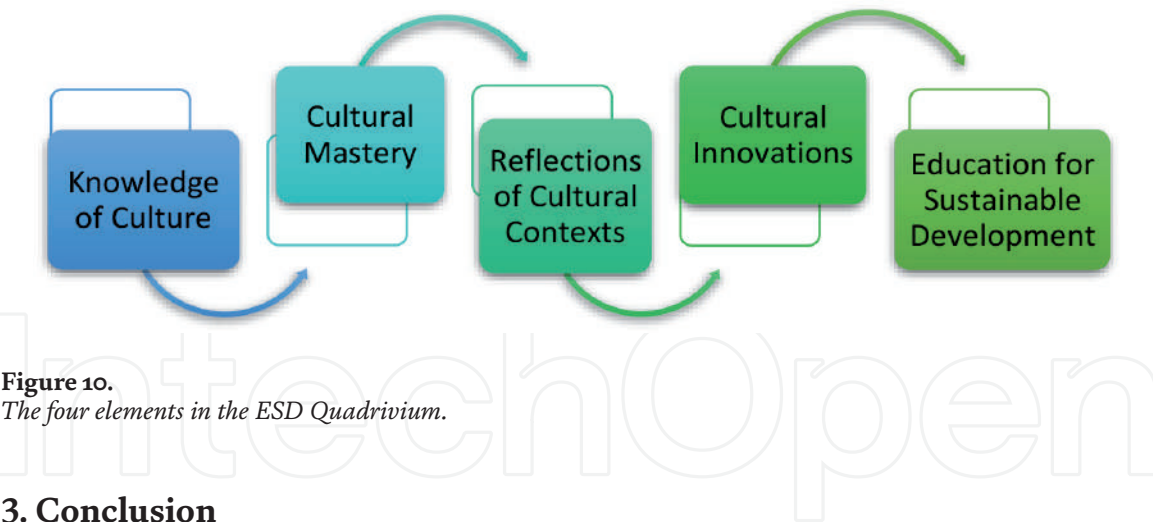 Knowledge
of Culture
Cultural
Mastery
Reflections
of Cultural
Contexts
Cultural
Innovations
Education for
Sustainable
Development
IntechOpen
Figure 10.
The four elements in the ESD Quadrivium.
3. Conclusion